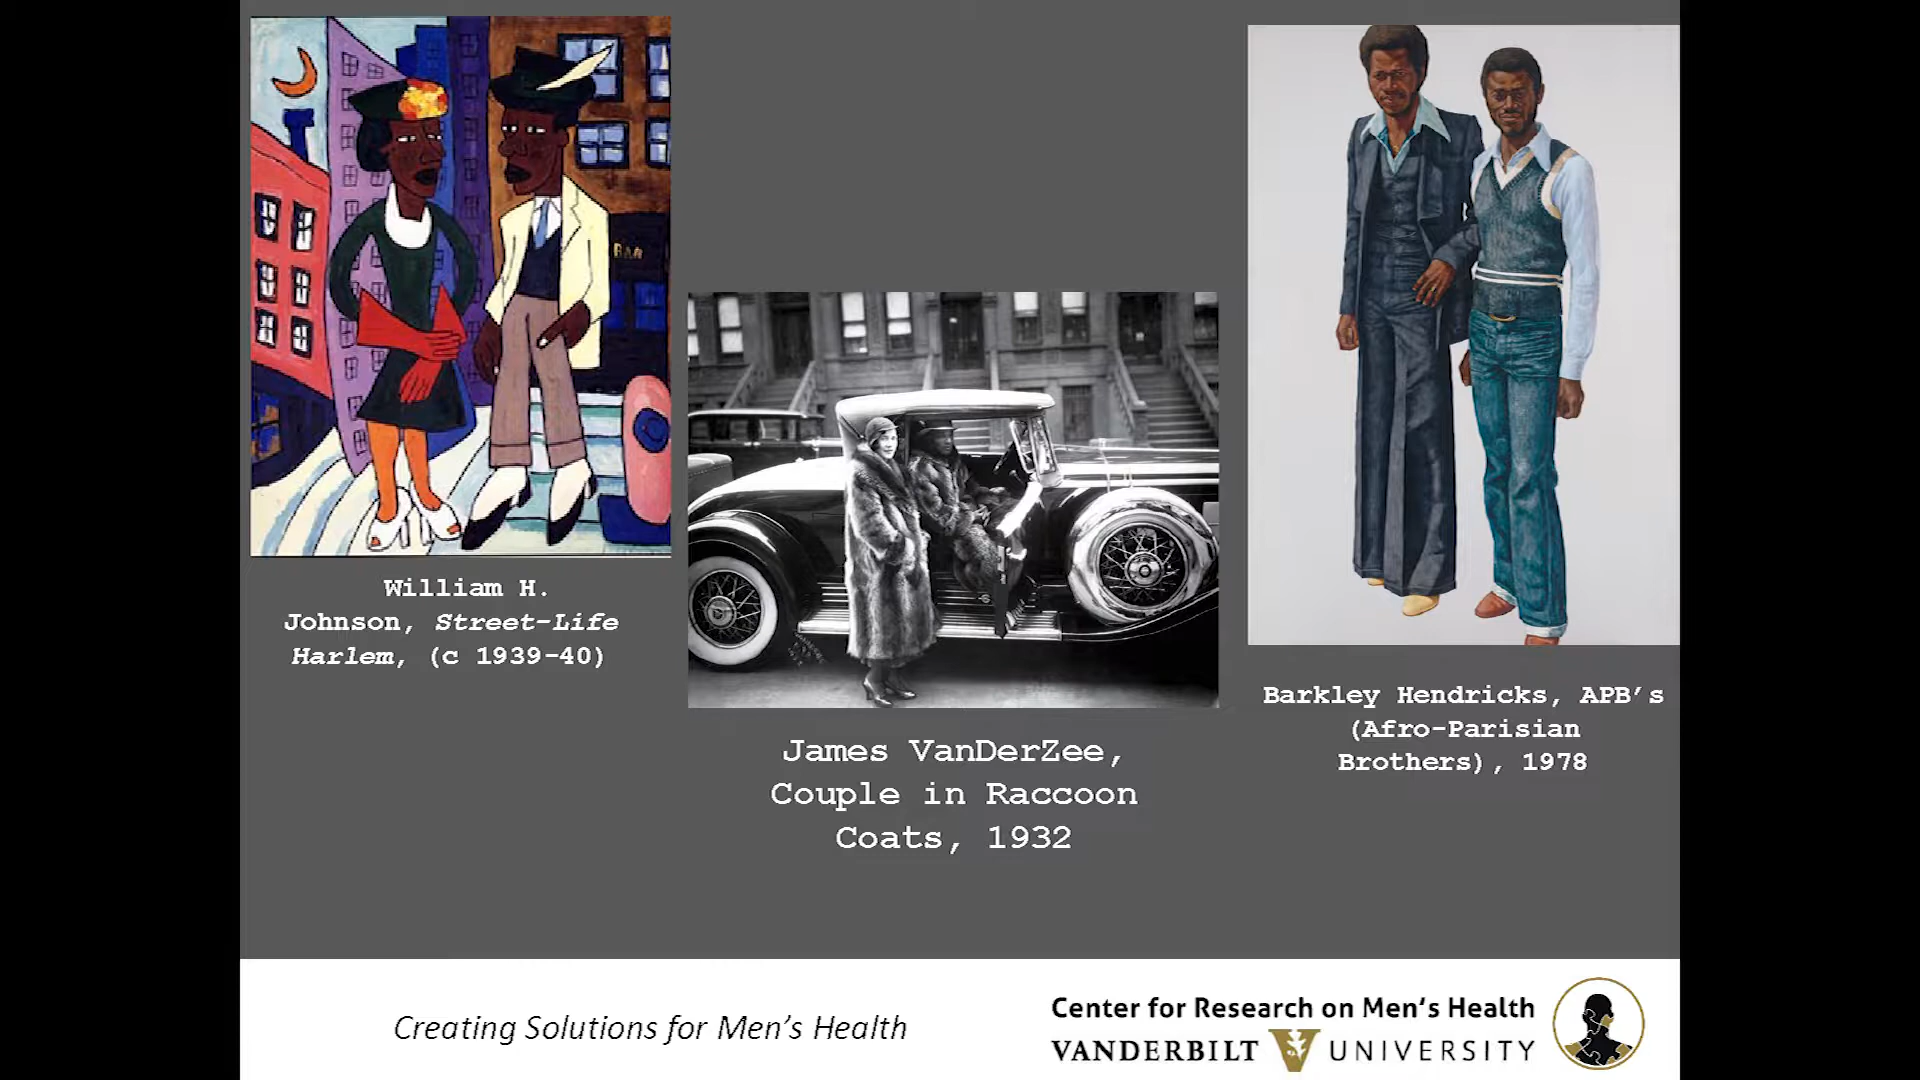 BAR
William H.
Johnson, Street-Life
Harlem, (c 1939-40)
James VanDerZee,
Couple in Raccoon
Coats, 1932
Barkley Hendricks, APB’s
(Afro-Parisian
Brothers), 1978
Creating Solutions for Men’s Health
Center for Research on Men’s Health
VANDERBILT V UNIVERSITY